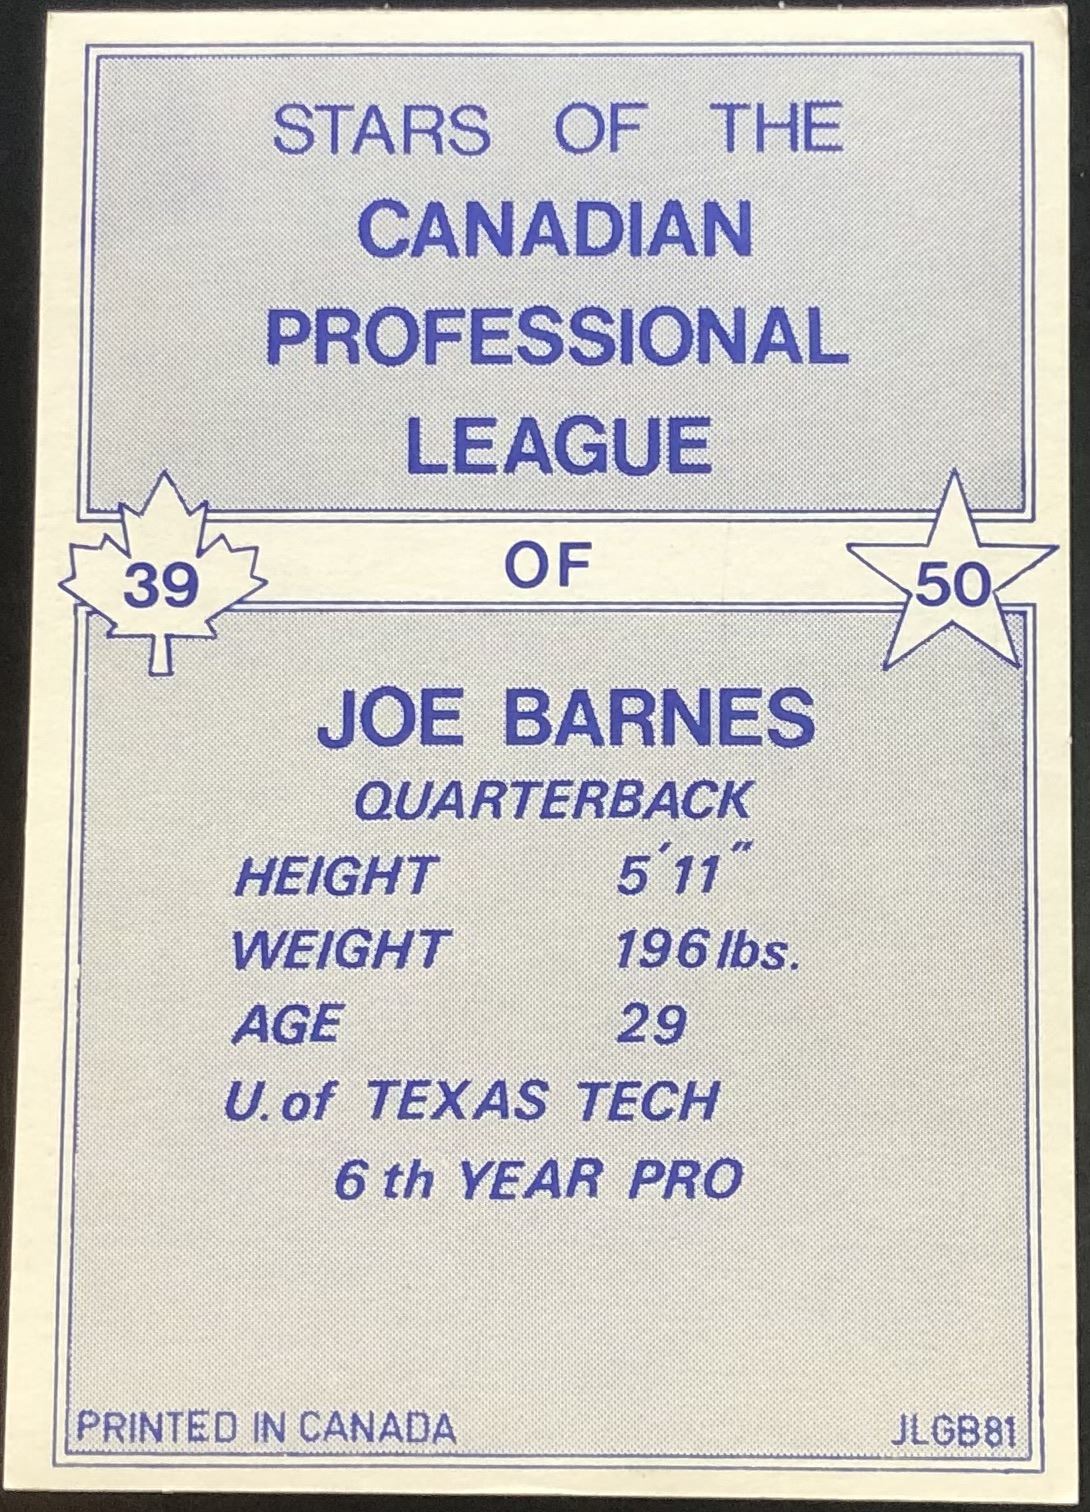 STARS OF THE
CANADIAN
PROFESSIONAL
LEAGUE
39 OF 50
JOE BARNES
QUARTERBACK
HEIGHT 5'11"
WEIGHT 196 lbs.
AGE 29
U. of TEXAS TECH
6 th YEAR PRO
PRINTED IN CANADA JLGB81